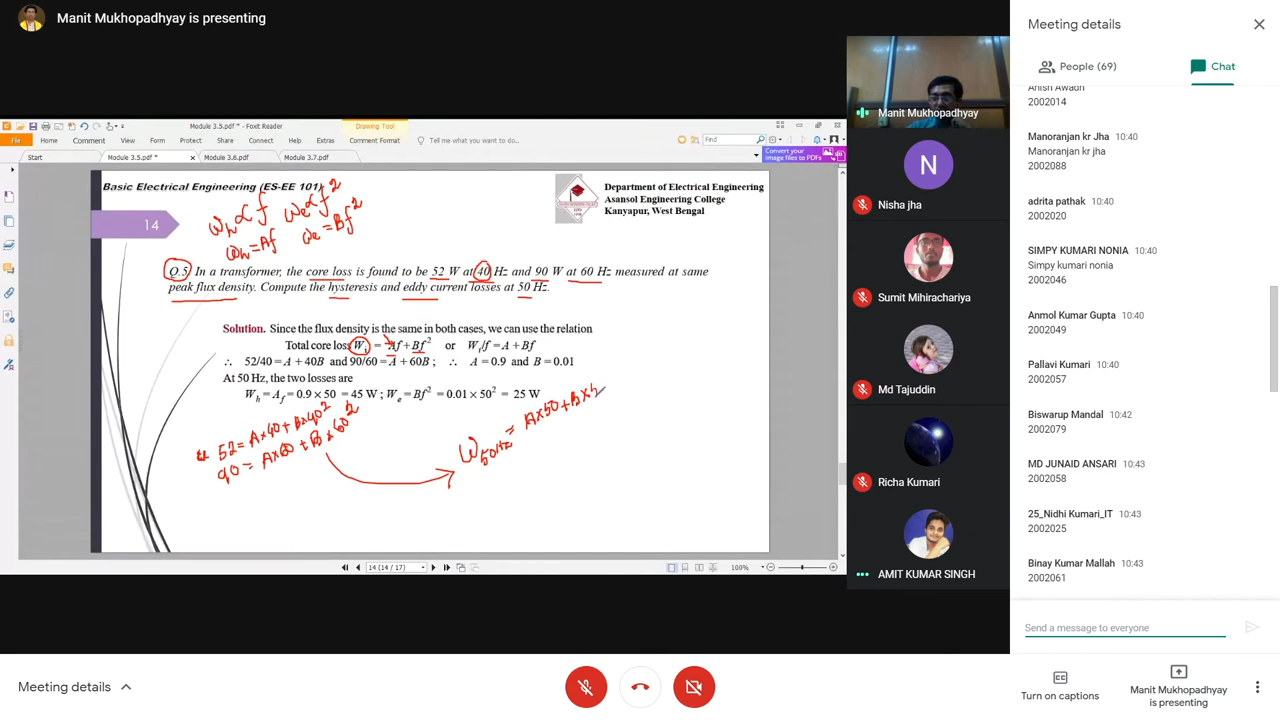 Manit Mukhopadhyay is presenting
Module 3.5.pdf * - Foxit Reader
Drawing Tool
File
Home
Comment
View
Form
Protect
Share
Connect
Help
Extras
Comment Format
Tell me what you want to do..
Find
Start
Module 3.5.pdf *
Module 3.6.pdf
Module 3.7.pdf
Convert your
image files to PDFs
Basic Electrical Engineering (ES-EE 101)
Department of Electrical Engineering
Asansol Engineering College
Kanyapur, West Bengal
14
Wh ∝ f We ∝ f²
Wh = Af We = Bf²
Q.5 In a transformer, the core loss is found to be 52 W at 40 Hz and 90 W at 60 Hz measured at same
peak flux density. Compute the hysteresis and eddy current losses at 50 Hz.
Solution. Since the flux density is the same in both cases, we can use the relation
Total core loss Wi = Af + Bf² or Wi/f = A + Bf
∴ 52/40 = A + 40B and 90/60 = A + 60B ; ∴ A = 0.9 and B = 0.01
At 50 Hz, the two losses are
Wh = Af = 0.9 × 50 = 45 W ; We = Bf² = 0.01 × 50² = 25 W
52 = A×40 + B×40²
90 = A×60 + B×60²
W50Hz = A×50 + B×
14 (14 / 17)
100%
Manit Mukhopadhyay
N
Nisha jha
Sumit Mihirachariya
Md Tajuddin
Richa Kumari
AMIT KUMAR SINGH
Meeting details
People (69)
Chat
Anish Awadh
2002014
Manoranjan kr Jha 10:40
Manoranjan kr jha
2002088
adrita pathak 10:40
2002020
SIMPY KUMARI NONIA 10:40
Simpy kumari nonia
2002046
Anmol Kumar Gupta 10:40
2002049
Pallavi Kumari 10:40
2002057
Biswarup Mandal 10:42
2002079
MD JUNAID ANSARI 10:43
2002058
25_Nidhi Kumari_IT 10:43
2002025
Binay Kumar Mallah 10:43
2002061
Send a message to everyone
Meeting details
Turn on captions
Manit Mukhopadhyay
is presenting